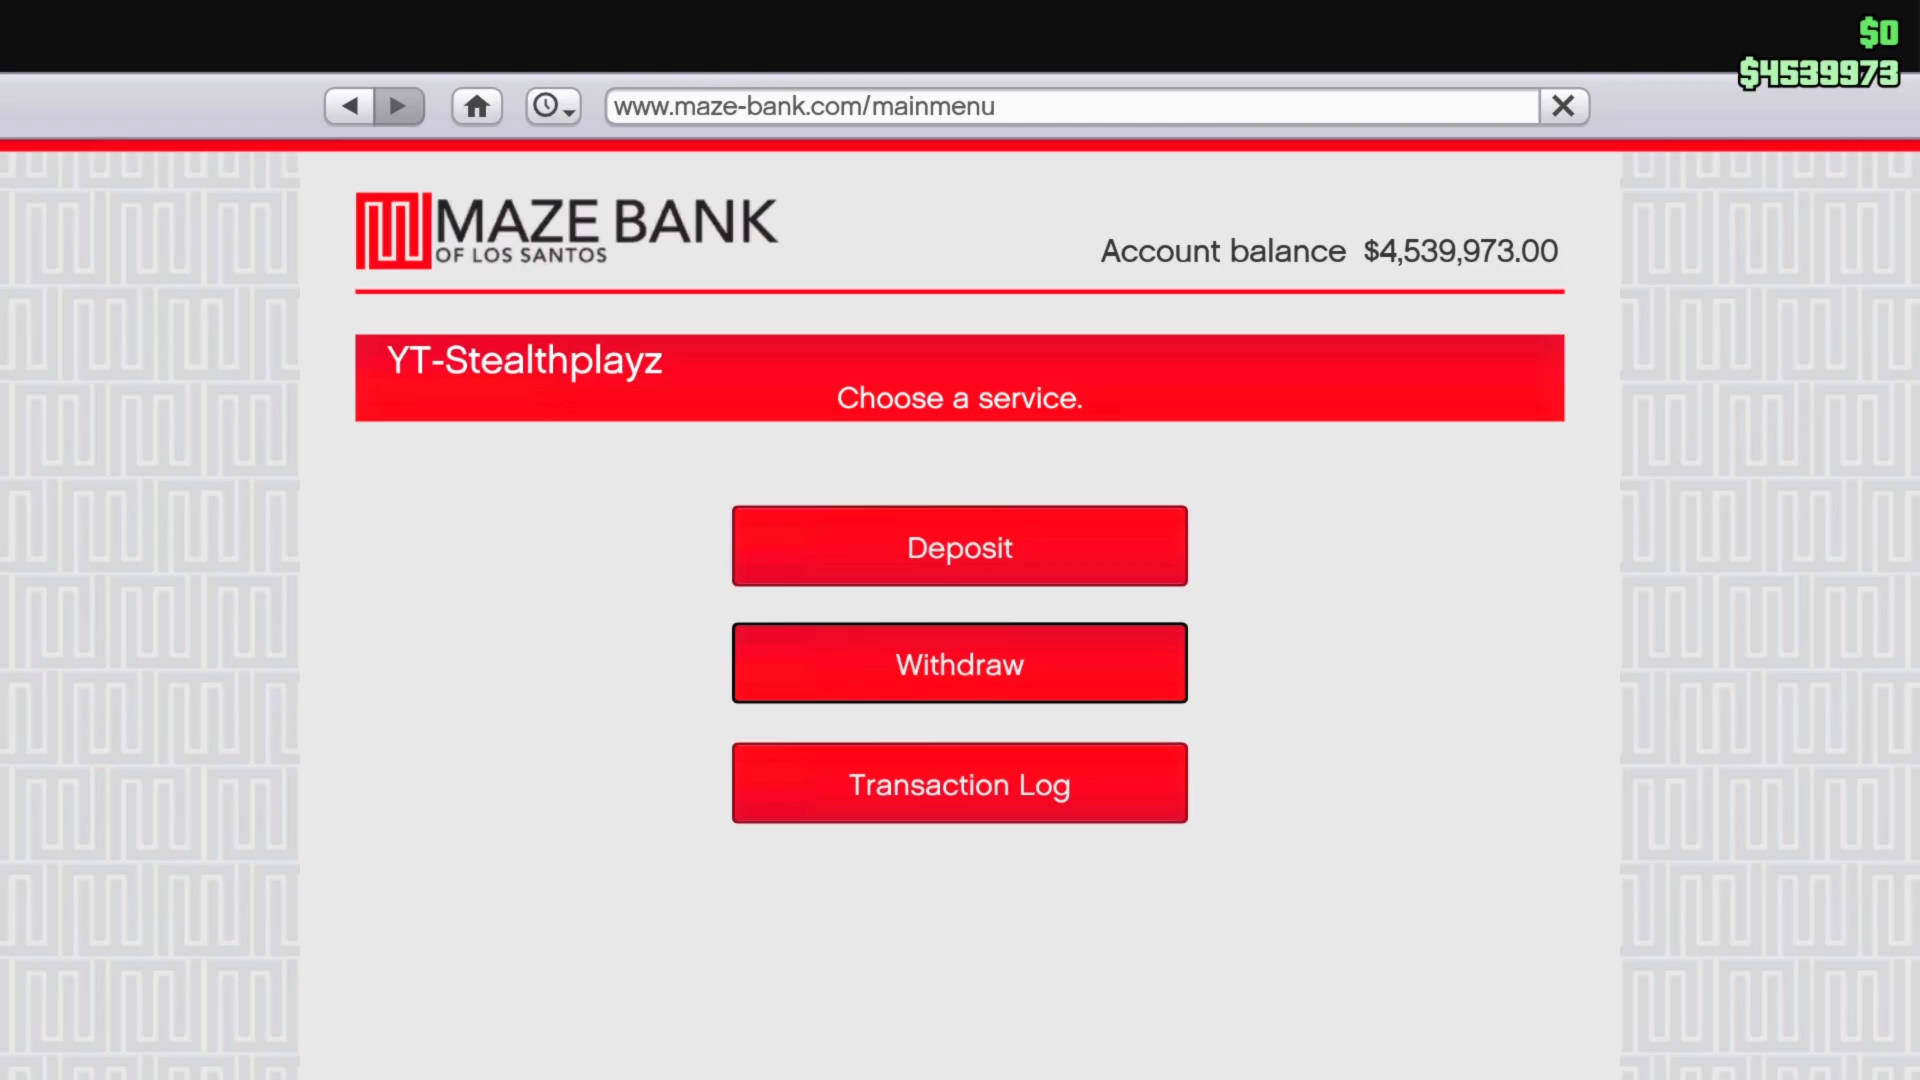 $0
$4539973
www.maze-bank.com/mainmenu
MAZE BANK
OF LOS SANTOS
Account balance $4,539,973.00
YT-Stealthplayz
Choose a service.
Deposit
Withdraw
Transaction Log